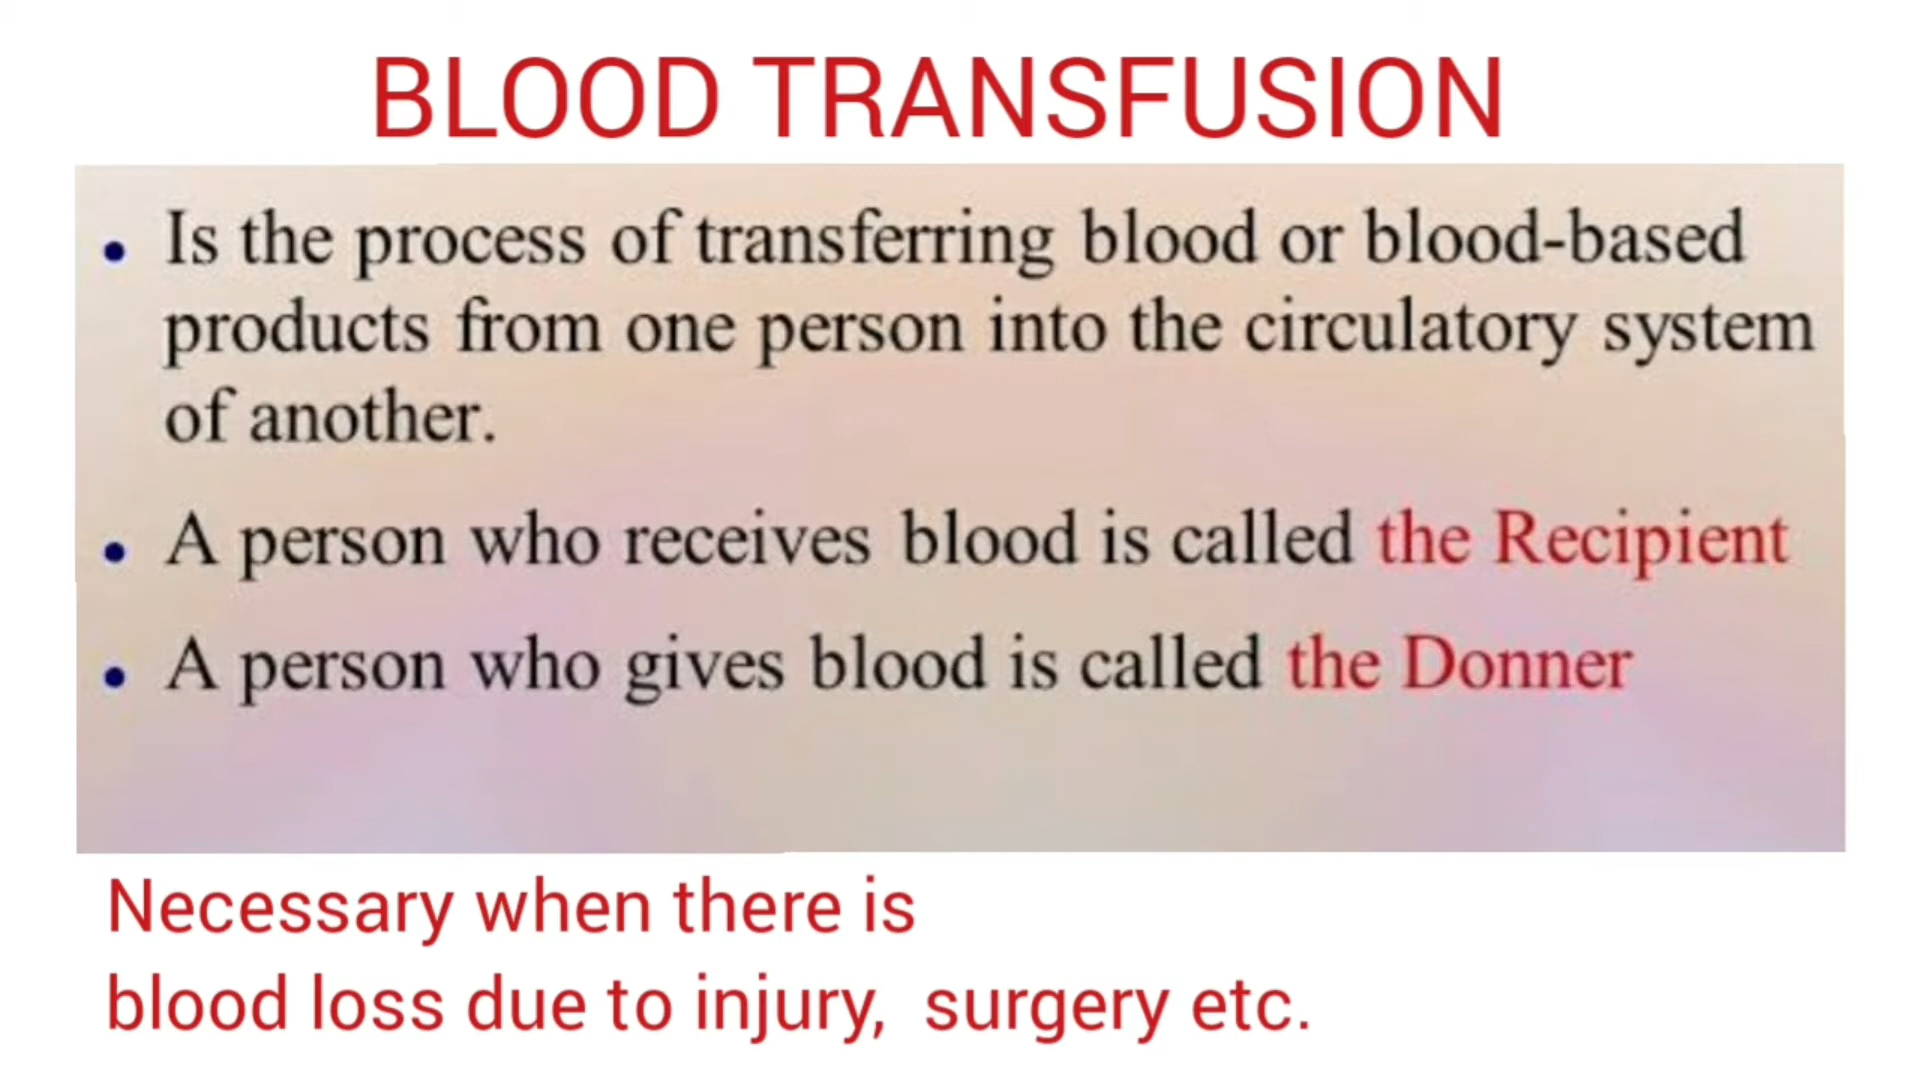 BLOOD TRANSFUSION
• Is the process of transferring blood or blood-based
products from one person into the circulatory system
of another.
• A person who receives blood is called the Recipient
• A person who gives blood is called the Donner
Necessary when there is
blood loss due to injury, surgery etc.